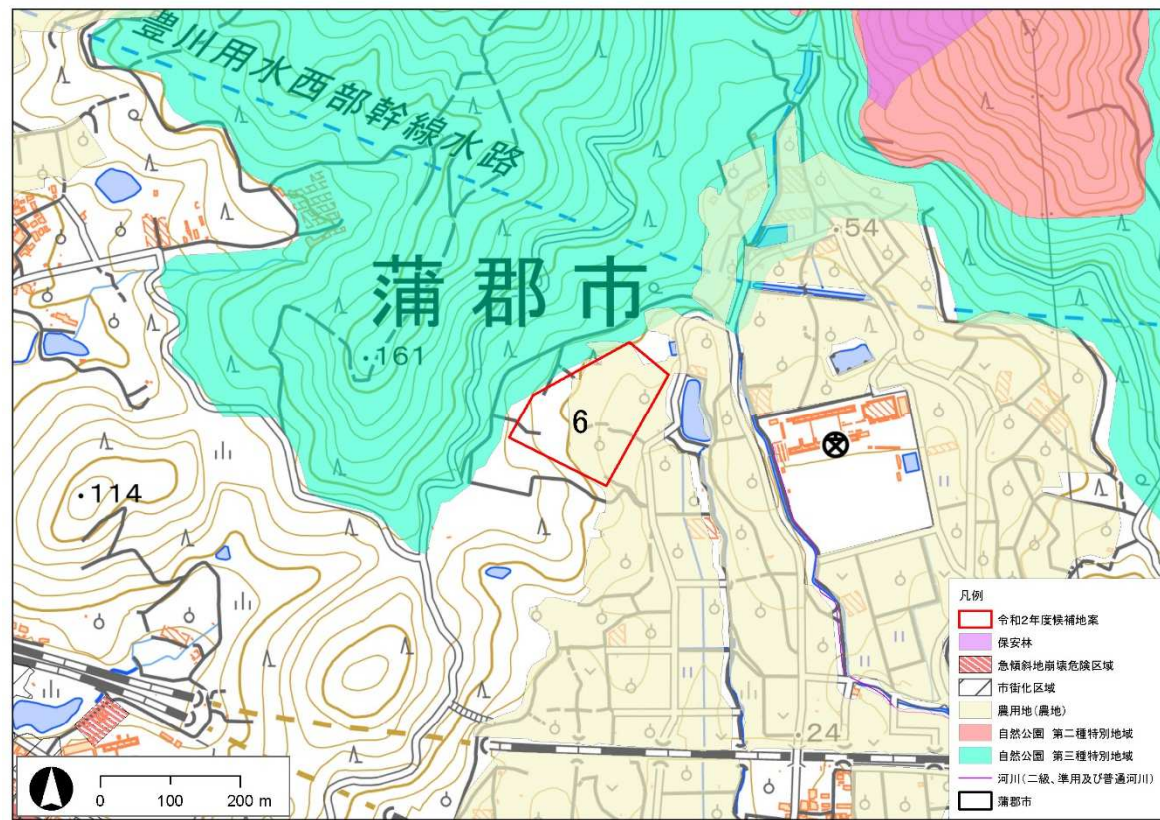 豊川用水西部幹線水路
蒲郡市
・54
・161
6
・114
・24
凡例
令和2年度候補地案
保安林
急傾斜地崩壊危険区域
市街化区域
農用地(農地)
自然公園 第二種特別地域
自然公園 第三種特別地域
河川(二級、準用及び普通河川)
蒲郡市
0 100 200 m